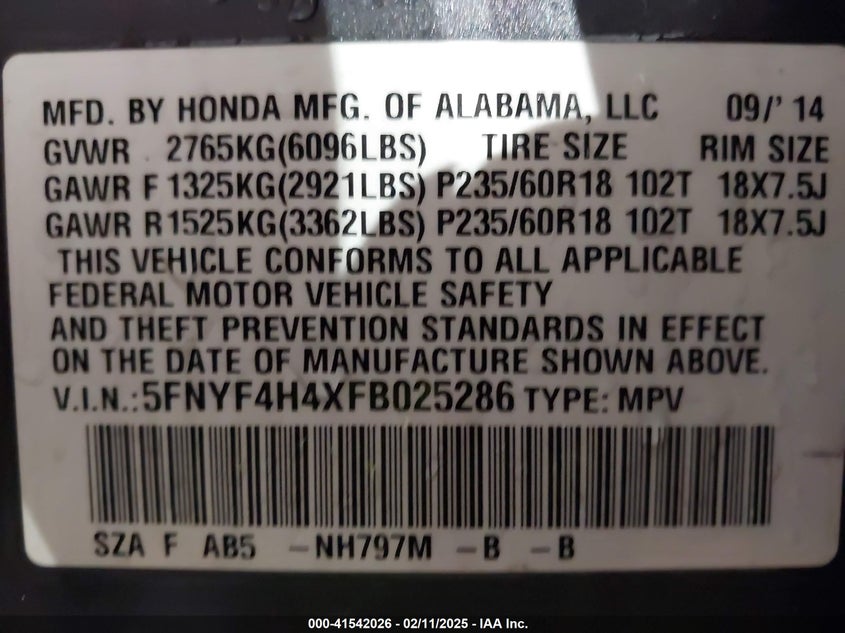 MFD. BY HONDA MFG. OF ALABAMA, LLC 09/' 14
GVWR 2765KG(6096LBS) TIRE SIZE RIM SIZE
GAWR F 1325KG(2921LBS) P235/60R18 102T 18X7.5J
GAWR R 1525KG(3362LBS) P235/60R18 102T 18X7.5J
THIS VEHICLE CONFORMS TO ALL APPLICABLE
FEDERAL MOTOR VEHICLE SAFETY
AND THEFT PREVENTION STANDARDS IN EFFECT
ON THE DATE OF MANUFACTURE SHOWN ABOVE.
V.I.N.:5FNYF4H4XFB025286 TYPE: MPV
SZA F AB5 -NH797M -B -B
000-41542026 - 02/11/2025 - IAA Inc.